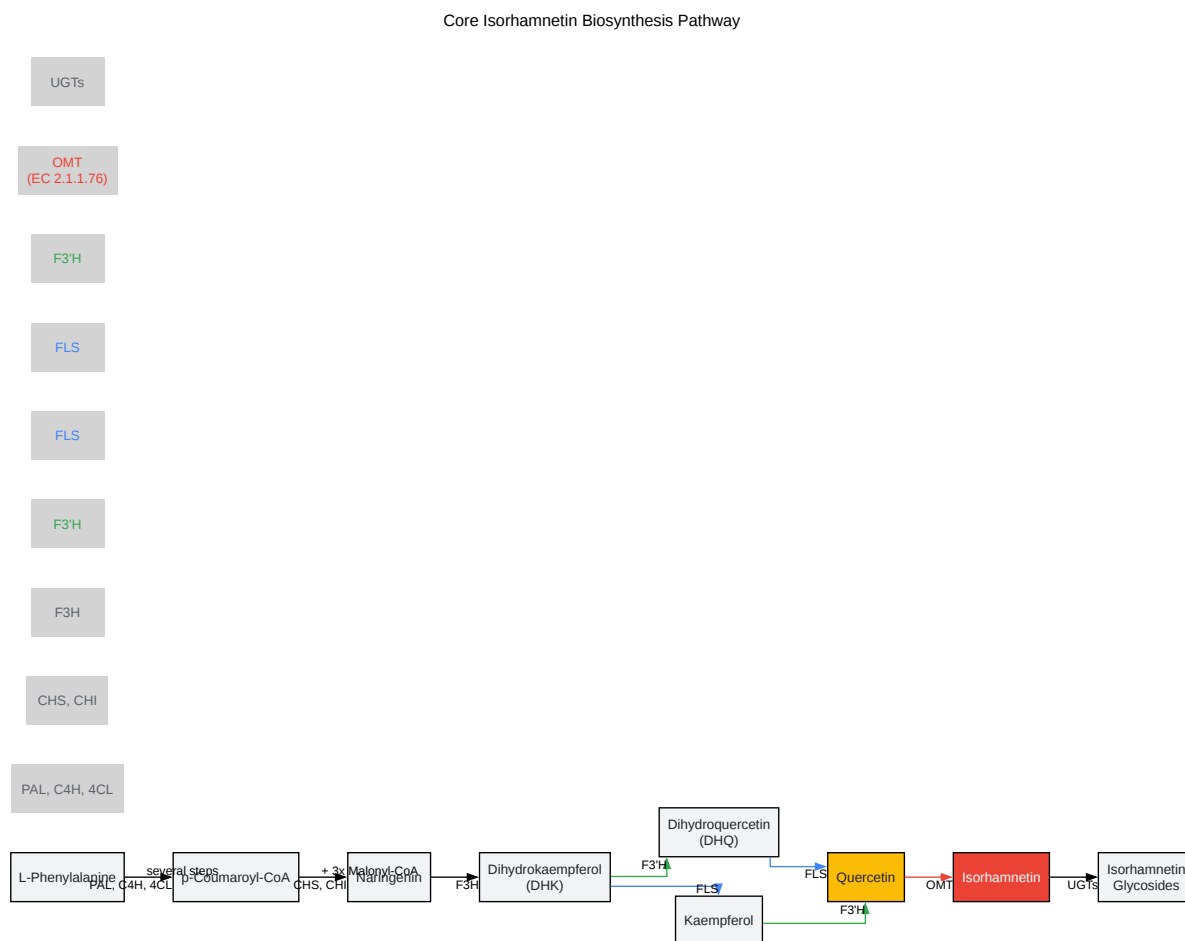 Core Isorhamnetin Biosynthesis Pathway
UGTs
OMT
(EC 2.1.1.76)
F3'H
FLS
FLS
F3'H
F3H
CHS, CHI
PAL, C4H, 4CL
L-Phenylalanine
several steps
PAL, C4H, 4CL
p-Coumaroyl-CoA
+ 3x Malonyl-CoA
CHS, CHI
Naringenin
F3H
Dihydrokaempferol
(DHK)
F3'H
Dihydroquercetin
(DHQ)
FLS
Kaempferol
FLS
F3'H
Quercetin
OMT
Isorhamnetin
UGTs
Isorhamnetin
Glycosides